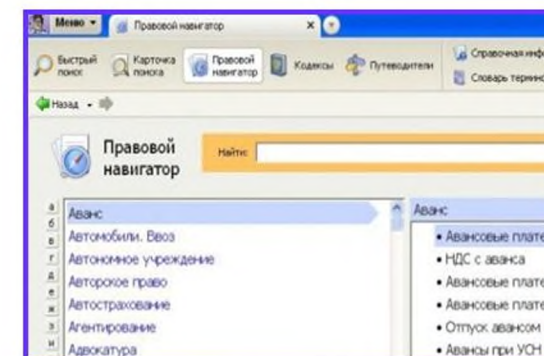 Меню
Правовой навигатор
Быстрый поиск
Карточка поиска
Правовой навигатор
Кодексы
Путеводители
Справочная инфо
Словарь термино
Назад
Правовой
навигатор
Найти:
а
б
в
г
д
е
ж
з
и
Аванс
Автомобили. Ввоз
Автономное учреждение
Авторское право
Автострахование
Агентирование
Адвокатура
Аванс
• Авансовые плате
• НДС с аванса
• Авансовые плате
• Авансовые плате
• Отпуск авансом
• Авансы при УСН